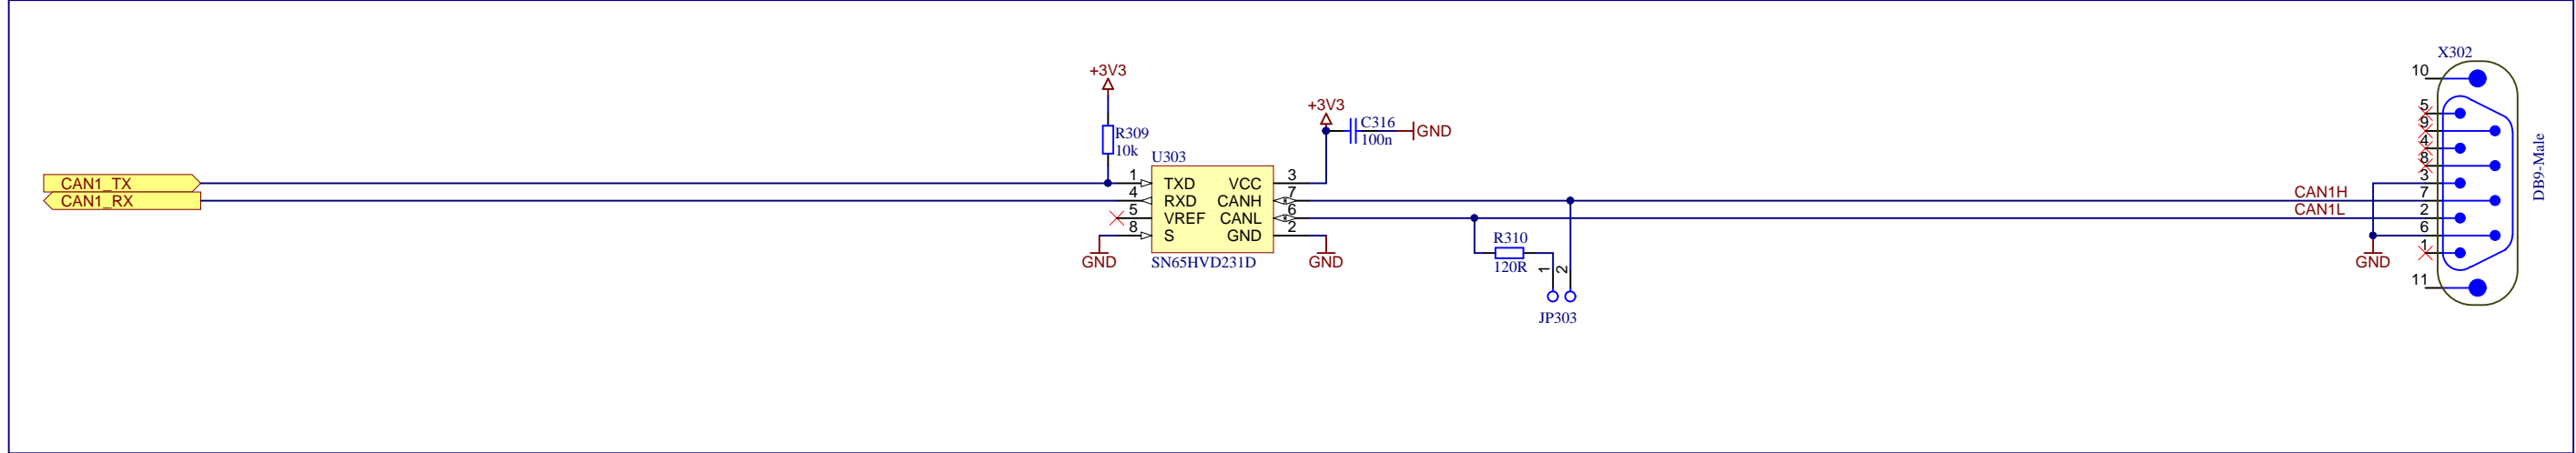 X302
+3V3
10
+3V3
5
C316
GND
9
R309
100n
10k
4
DB9-Male
U303
8
CAN1_TX
1
TXD
VCC
3
3
CAN1_RX
4
RXD
CANH
7
CAN1H
7
5
VREF
CANL
6
CAN1L
2
8
S
GND
2
R310
6
GND
SN65HVD231D
GND
120R
1
2
GND
1
11
JP303